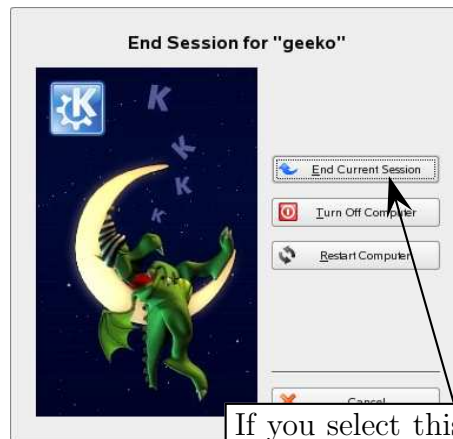 End Session for "geeko"
K
K
K
K
K
End Current Session
Turn Off Computer
Restart Computer
Cancel
If you select this